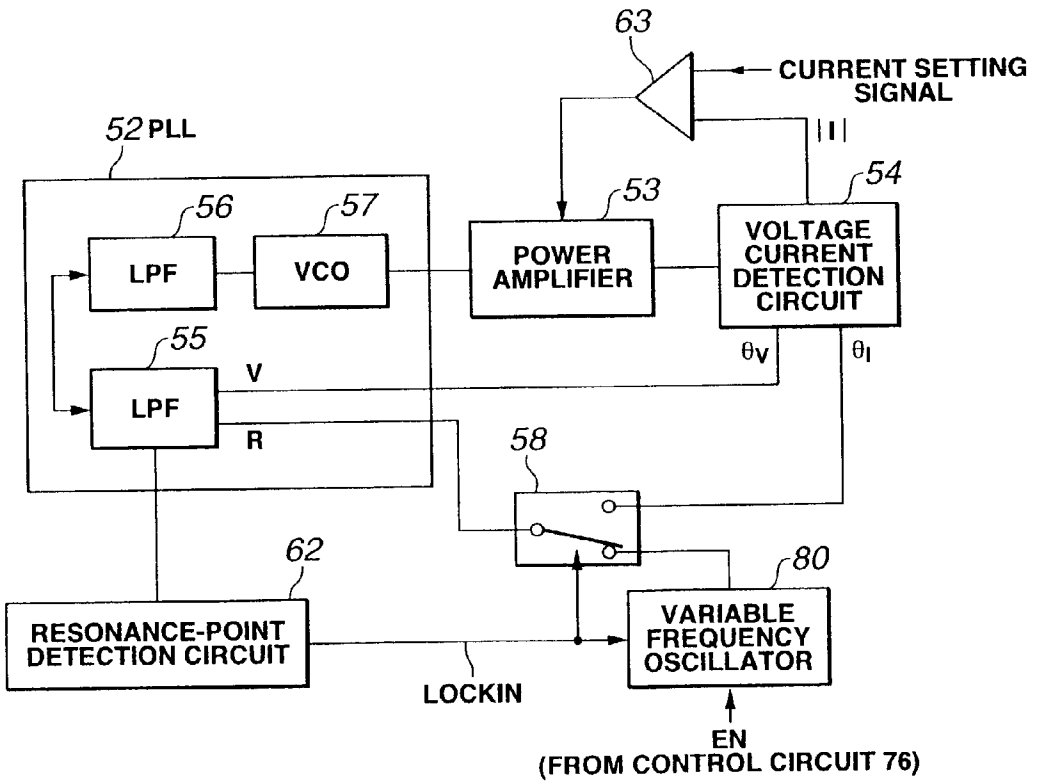 63
CURRENT SETTING
SIGNAL
52 PLL
|I|
56
57
53
54
LPF
VCO
POWER
AMPLIFIER
VOLTAGE
CURRENT
DETECTION
CIRCUIT
55
θV
θI
LPF
V
R
58
62
80
RESONANCE-POINT
DETECTION CIRCUIT
VARIABLE
FREQUENCY
OSCILLATOR
LOCKIN
EN
(FROM CONTROL CIRCUIT 76)